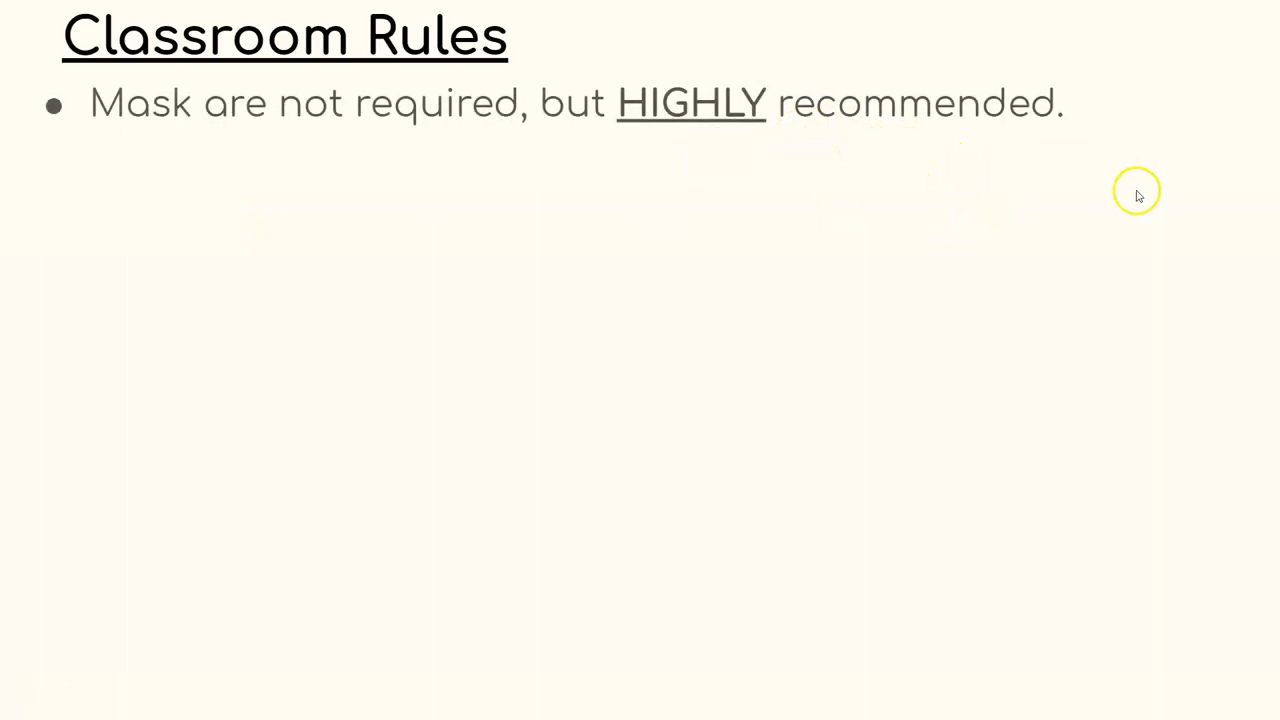 Classroom Rules
● Mask are not required, but HIGHLY recommended.